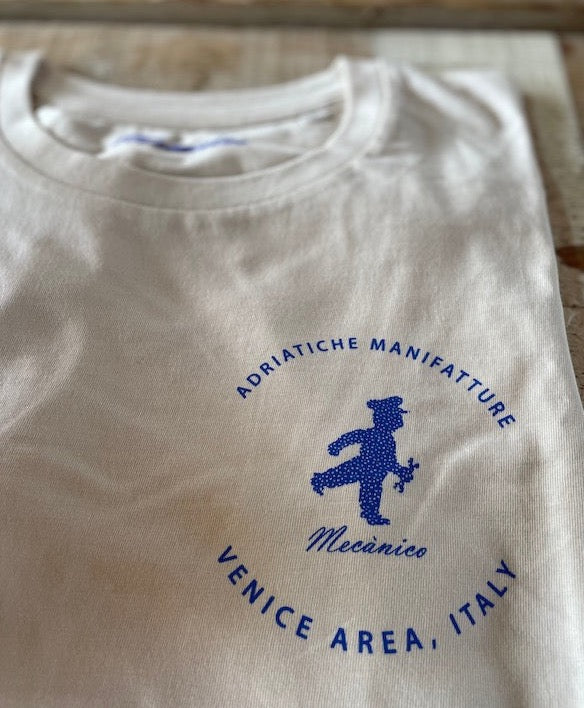 ADRIATICHE MANIFATTURE
Mecànico
VENICE AREA, ITALY